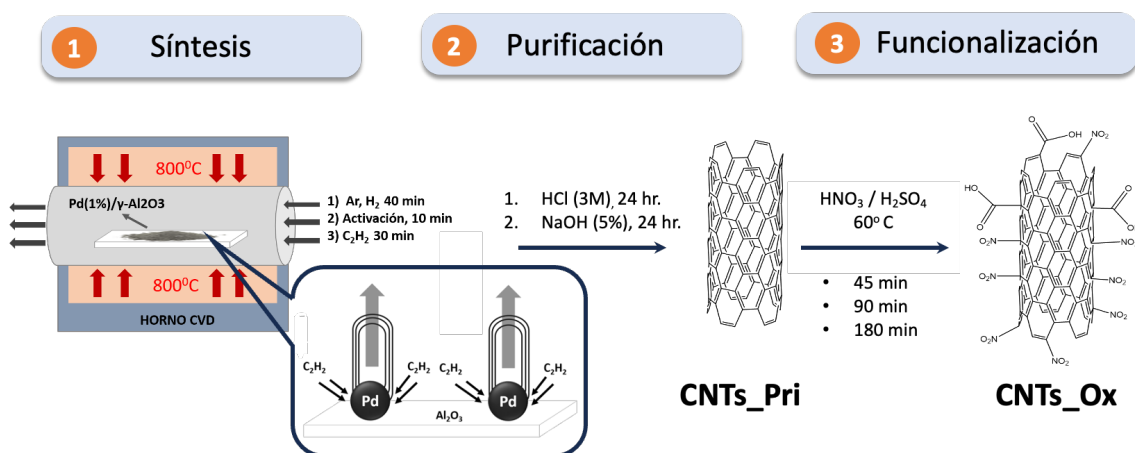 1 Síntesis
2 Purificación
3 Funcionalización
800⁰C
Pd(1%)/γ-Al2O3
1) Ar, H₂ 40 min
2) Activación, 10 min
3) C₂H₂ 30 min
800⁰C
HORNO CVD
C₂H₂
C₂H₂
C₂H₂
C₂H₂
Pd
Pd
Al₂O₃
1. HCl (3M), 24 hr.
2. NaOH (5%), 24 hr.
CNTs_Pri
HNO₃ / H₂SO₄
60° C
• 45 min
• 90 min
• 180 min
O
OH
NO₂
HO
O
O
OH
O₂N
NO₂
O₂N
NO₂
O₂N
NO₂
O₂N
NO₂
NO₂
CNTs_Ox